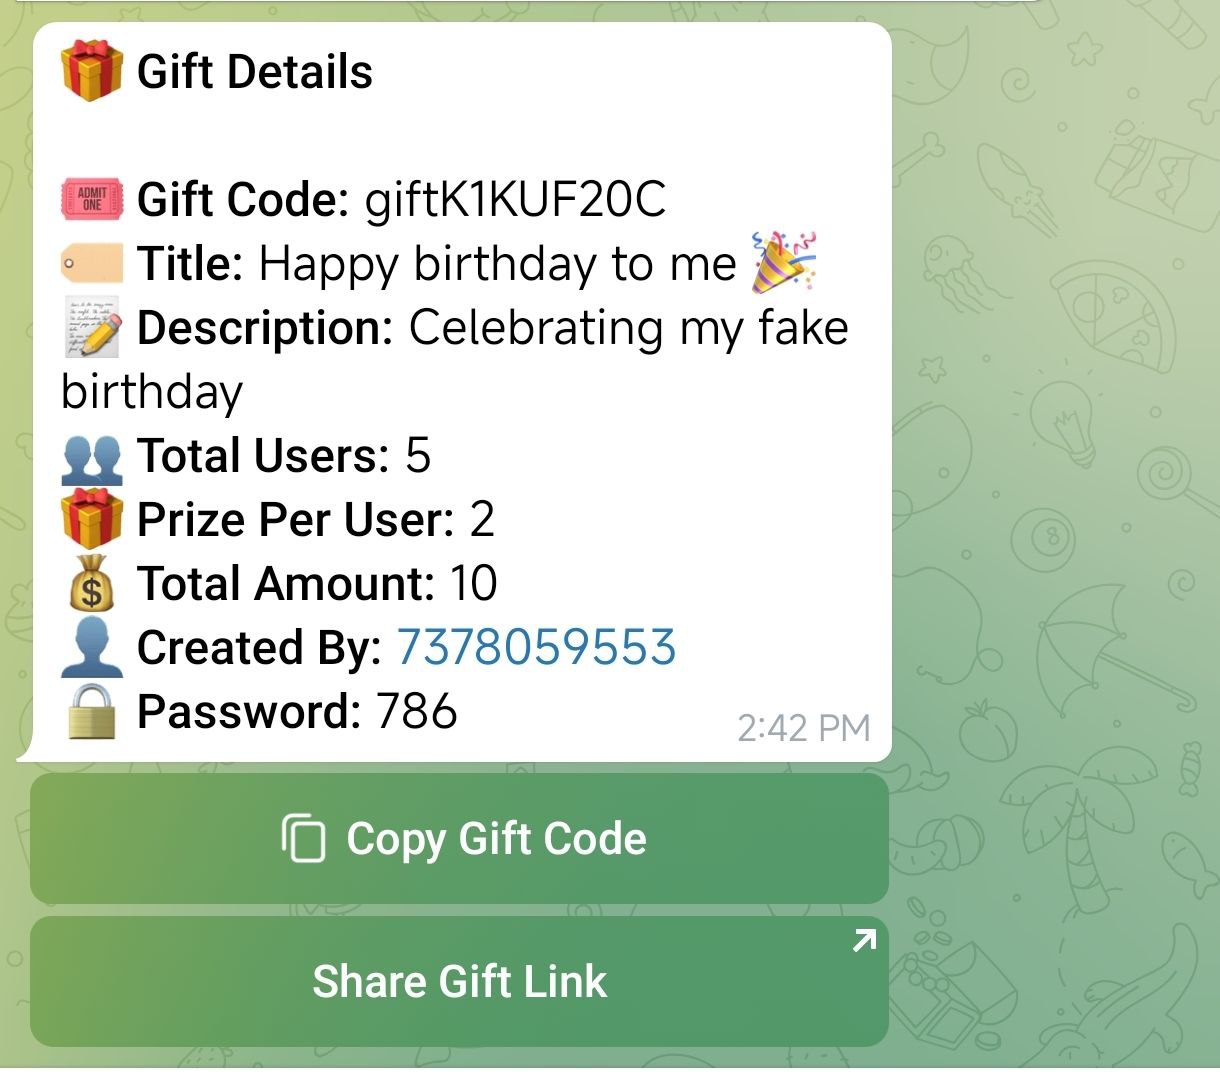 🎁 Gift Details
🎟 Gift Code: giftK1KUF20C
🏷 Title: Happy birthday to me 🎉
📝 Description: Celebrating my fake
birthday
👥 Total Users: 5
🎁 Prize Per User: 2
💰 Total Amount: 10
👤 Created By: 7378059553
🔒 Password: 786
2:42 PM
Copy Gift Code
Share Gift Link